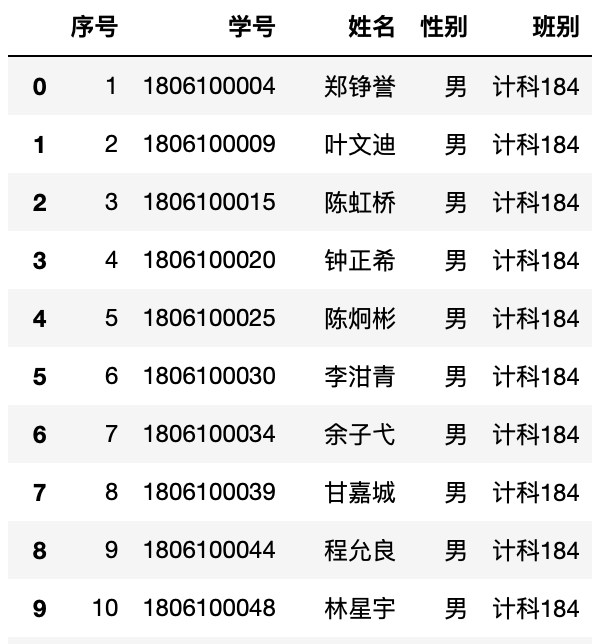 序号 学号 姓名 性别 班别
0 1 1806100004 郑铮誉 男 计科184
1 2 1806100009 叶文迪 男 计科184
2 3 1806100015 陈虹桥 男 计科184
3 4 1806100020 钟正希 男 计科184
4 5 1806100025 陈炯彬 男 计科184
5 6 1806100030 李泔青 男 计科184
6 7 1806100034 余子弋 男 计科184
7 8 1806100039 甘嘉城 男 计科184
8 9 1806100044 程允良 男 计科184
9 10 1806100048 林星宇 男 计科184